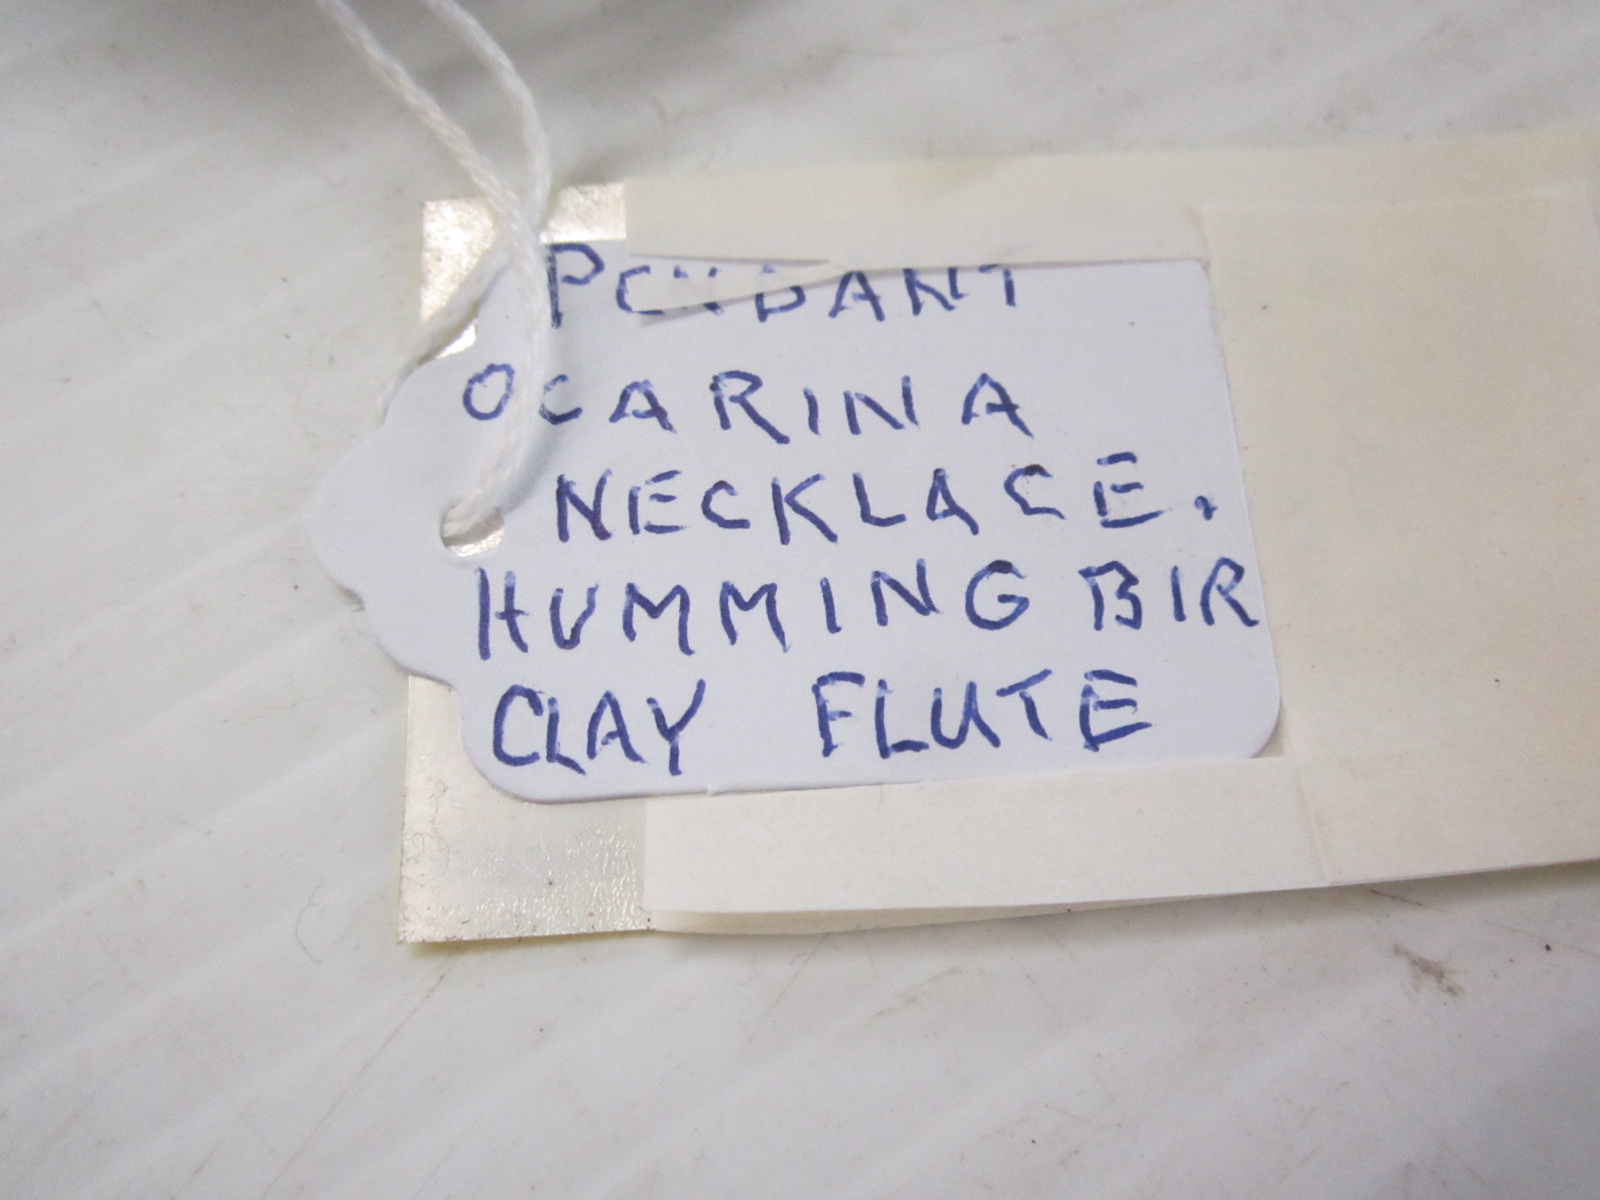 PENDANT
OCARINA
NECKLACE.
HUMMING BIR
CLAY FLUTE